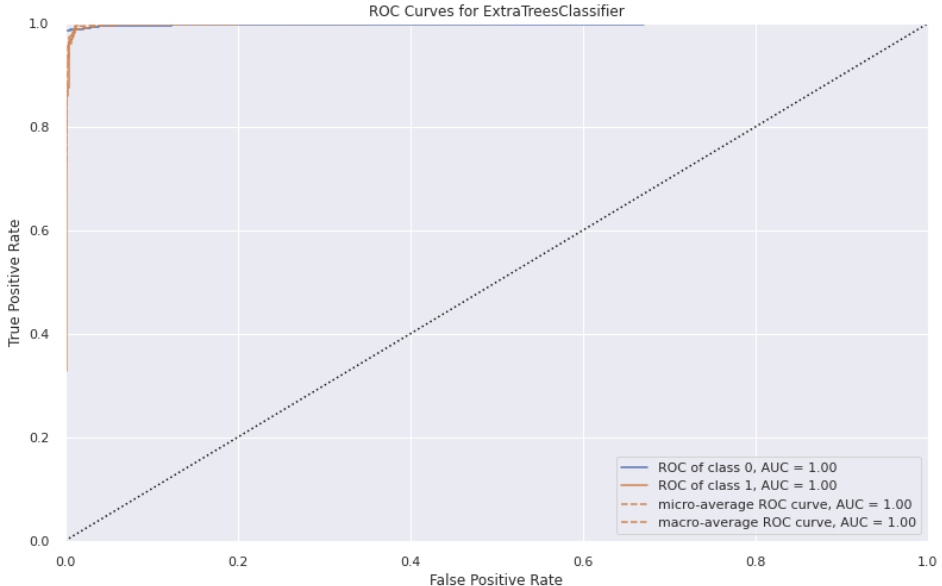 ROC Curves for ExtraTreesClassifier
1.0
0.8
0.6
0.4
0.2
0.0
True Positive Rate
ROC of class 0, AUC = 1.00
ROC of class 1, AUC = 1.00
micro-average ROC curve, AUC = 1.00
macro-average ROC curve, AUC = 1.00
0.0 0.2 0.4 0.6 0.8 1.0
False Positive Rate